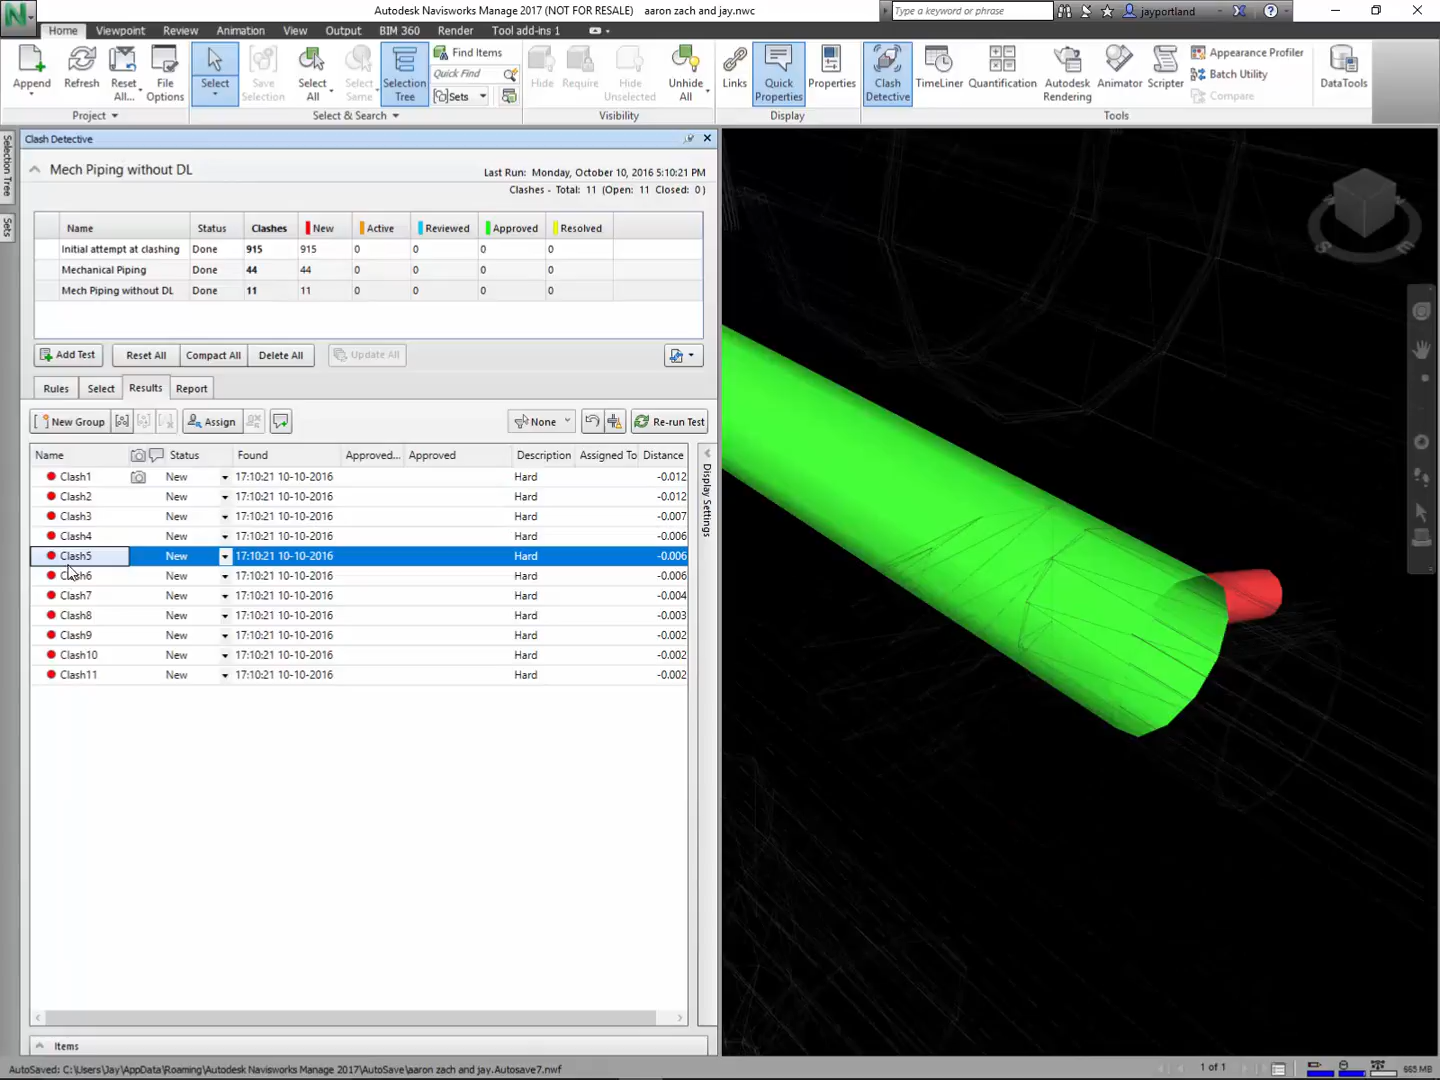 Autodesk Navisworks Manage 2017 (NOT FOR RESALE) aaron zach and jay.nwc
Type a keyword or phrase
jayportland
Home Viewpoint Review Animation View Output BIM 360 Render Tool add-ins 1
Append
Refresh
Reset All...
File Options
Project
Select
Save Selection
Select All
Select Same
Selection Tree
Find Items
Quick Find
Sets
Select & Search
Hide
Require
Hide Unselected
Unhide All
Visibility
Links
Quick Properties
Properties
Display
Clash Detective
TimeLiner
Quantification
Autodesk Rendering
Animator
Scripter
Appearance Profiler
Batch Utility
Compare
Tools
DataTools
Selection Tree
Sets
Clash Detective
Mech Piping without DL
Last Run: Monday, October 10, 2016 5:10:21 PM
Clashes - Total: 11 (Open: 11 Closed: 0)
Name Status Clashes New Active Reviewed Approved Resolved
Initial attempt at clashing Done 915 915 0 0 0 0
Mechanical Piping Done 44 44 0 0 0 0
Mech Piping without DL Done 11 11 0 0 0 0
Add Test Reset All Compact All Delete All Update All
Rules Select Results Report
New Group Assign None Re-run Test
Name Status Found Approved... Approved Description Assigned To Distance
Clash1 New 17:10:21 10-10-2016 Hard -0.012
Clash2 New 17:10:21 10-10-2016 Hard -0.012
Clash3 New 17:10:21 10-10-2016 Hard -0.007
Clash4 New 17:10:21 10-10-2016 Hard -0.006
Clash5 New 17:10:21 10-10-2016 Hard -0.006
Clash6 New 17:10:21 10-10-2016 Hard -0.006
Clash7 New 17:10:21 10-10-2016 Hard -0.004
Clash8 New 17:10:21 10-10-2016 Hard -0.003
Clash9 New 17:10:21 10-10-2016 Hard -0.002
Clash10 New 17:10:21 10-10-2016 Hard -0.002
Clash11 New 17:10:21 10-10-2016 Hard -0.002
Display Settings
Items
S E
AutoSaved: C:\Users\Jay\AppData\Roaming\Autodesk Navisworks Manage 2017\AutoSave\aaron zach and jay.Autosave7.nwf
1 of 1
665 MB